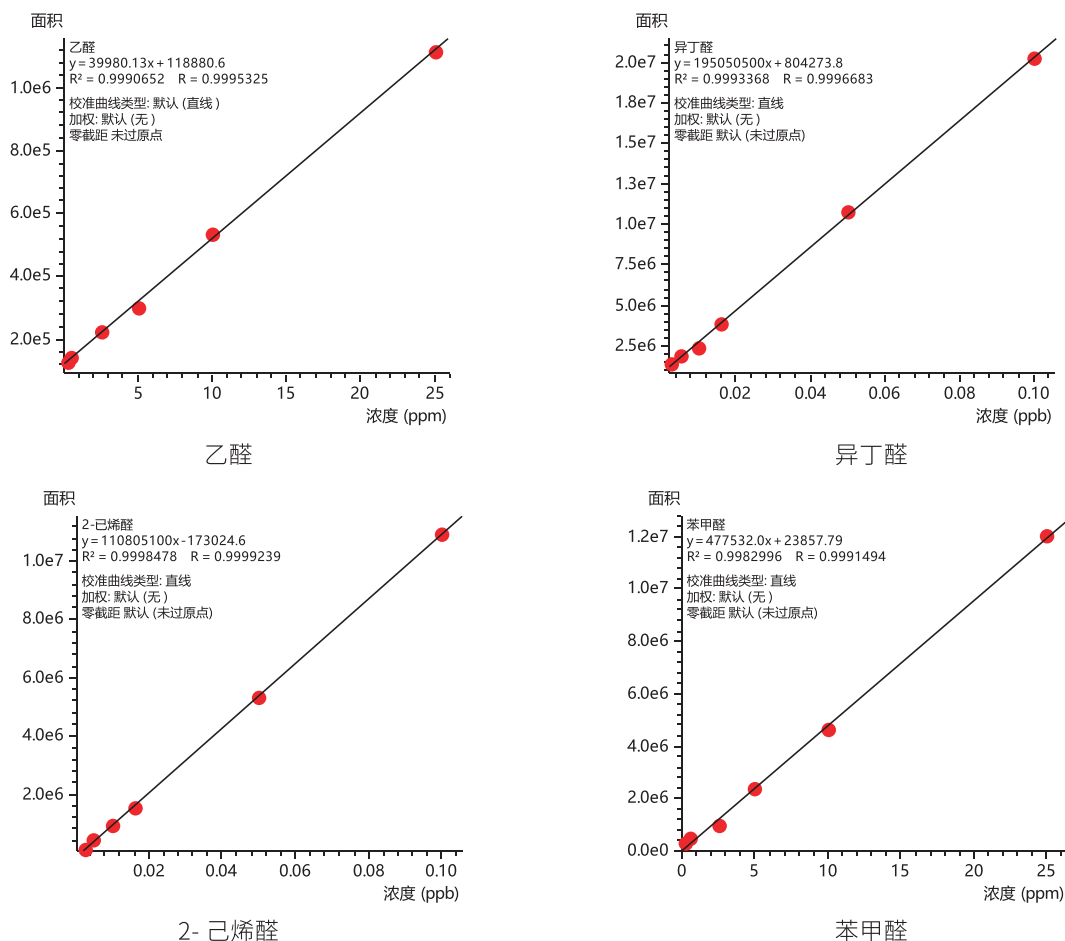 面积
乙醛
y = 39980.13x + 118880.6
R² = 0.9990652 R = 0.9995325
校准曲线类型: 默认 (直线 )
加权: 默认 (无 )
零截距 未过原点
1.0e6
8.0e5
6.0e5
4.0e5
2.0e5
5 10 15 20 25
浓度 (ppm)
乙醛
面积
异丁醛
y = 195050500x + 804273.8
R² = 0.9993368 R = 0.9996683
校准曲线类型: 直线
加权: 默认 (无 )
零截距 默认 (未过原点)
2.0e7
1.8e7
1.5e7
1.3e7
1.0e7
7.5e6
5.0e6
2.5e6
0.02 0.04 0.06 0.08 0.10
浓度 (ppb)
异丁醛
面积
2-已烯醛
y = 110805100x - 173024.6
R² = 0.9998478 R = 0.9999239
校准曲线类型: 直线
加权: 默认 (无 )
零截距 默认 (未过原点)
1.0e7
8.0e6
6.0e6
4.0e6
2.0e6
0.02 0.04 0.06 0.08 0.10
浓度 (ppb)
2- 己烯醛
面积
苯甲醛
y = 477532.0x + 23857.79
R² = 0.9982996 R = 0.9991494
校准曲线类型: 直线
加权: 默认 (无 )
零截距 默认 (未过原点)
1.2e7
1.0e7
8.0e6
6.0e6
4.0e6
2.0e6
0.0e0
0 5 10 15 20 25
浓度 (ppm)
苯甲醛